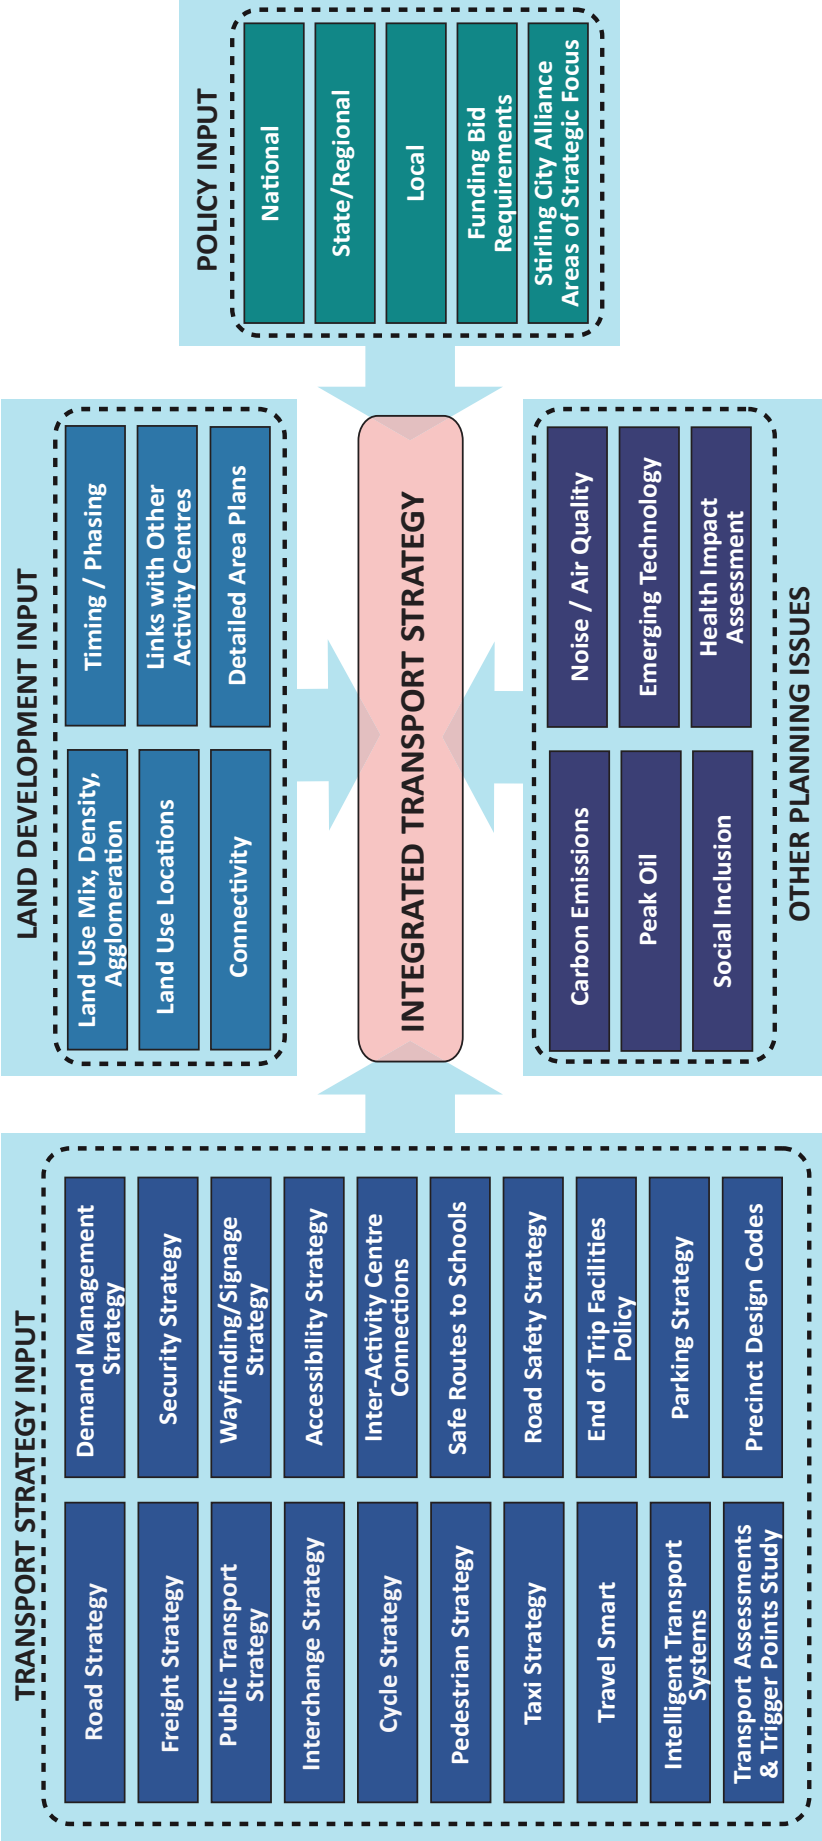 TRANSPORT STRATEGY INPUT
Road Strategy
Freight Strategy
Public Transport
Strategy
Interchange Strategy
Cycle Strategy
Pedestrian Strategy
Taxi Strategy
Travel Smart
Intelligent Transport
Systems
Transport Assessments
& Trigger Points Study
Demand Management
Strategy
Security Strategy
Wayfinding/Signage
Strategy
Accessibility Strategy
Inter-Activity Centre
Connections
Safe Routes to Schools
Road Safety Strategy
End of Trip Facilities
Policy
Parking Strategy
Precinct Design Codes
LAND DEVELOPMENT INPUT
Land Use Mix, Density,
Agglomeration
Land Use Locations
Connectivity
Timing / Phasing
Links with Other
Activity Centres
Detailed Area Plans
INTEGRATED TRANSPORT STRATEGY
Carbon Emissions
Peak Oil
Social Inclusion
Noise / Air Quality
Emerging Technology
Health Impact
Assessment
OTHER PLANNING ISSUES
POLICY INPUT
National
State/Regional
Local
Funding Bid
Requirements
Stirling City Alliance
Areas of Strategic Focus